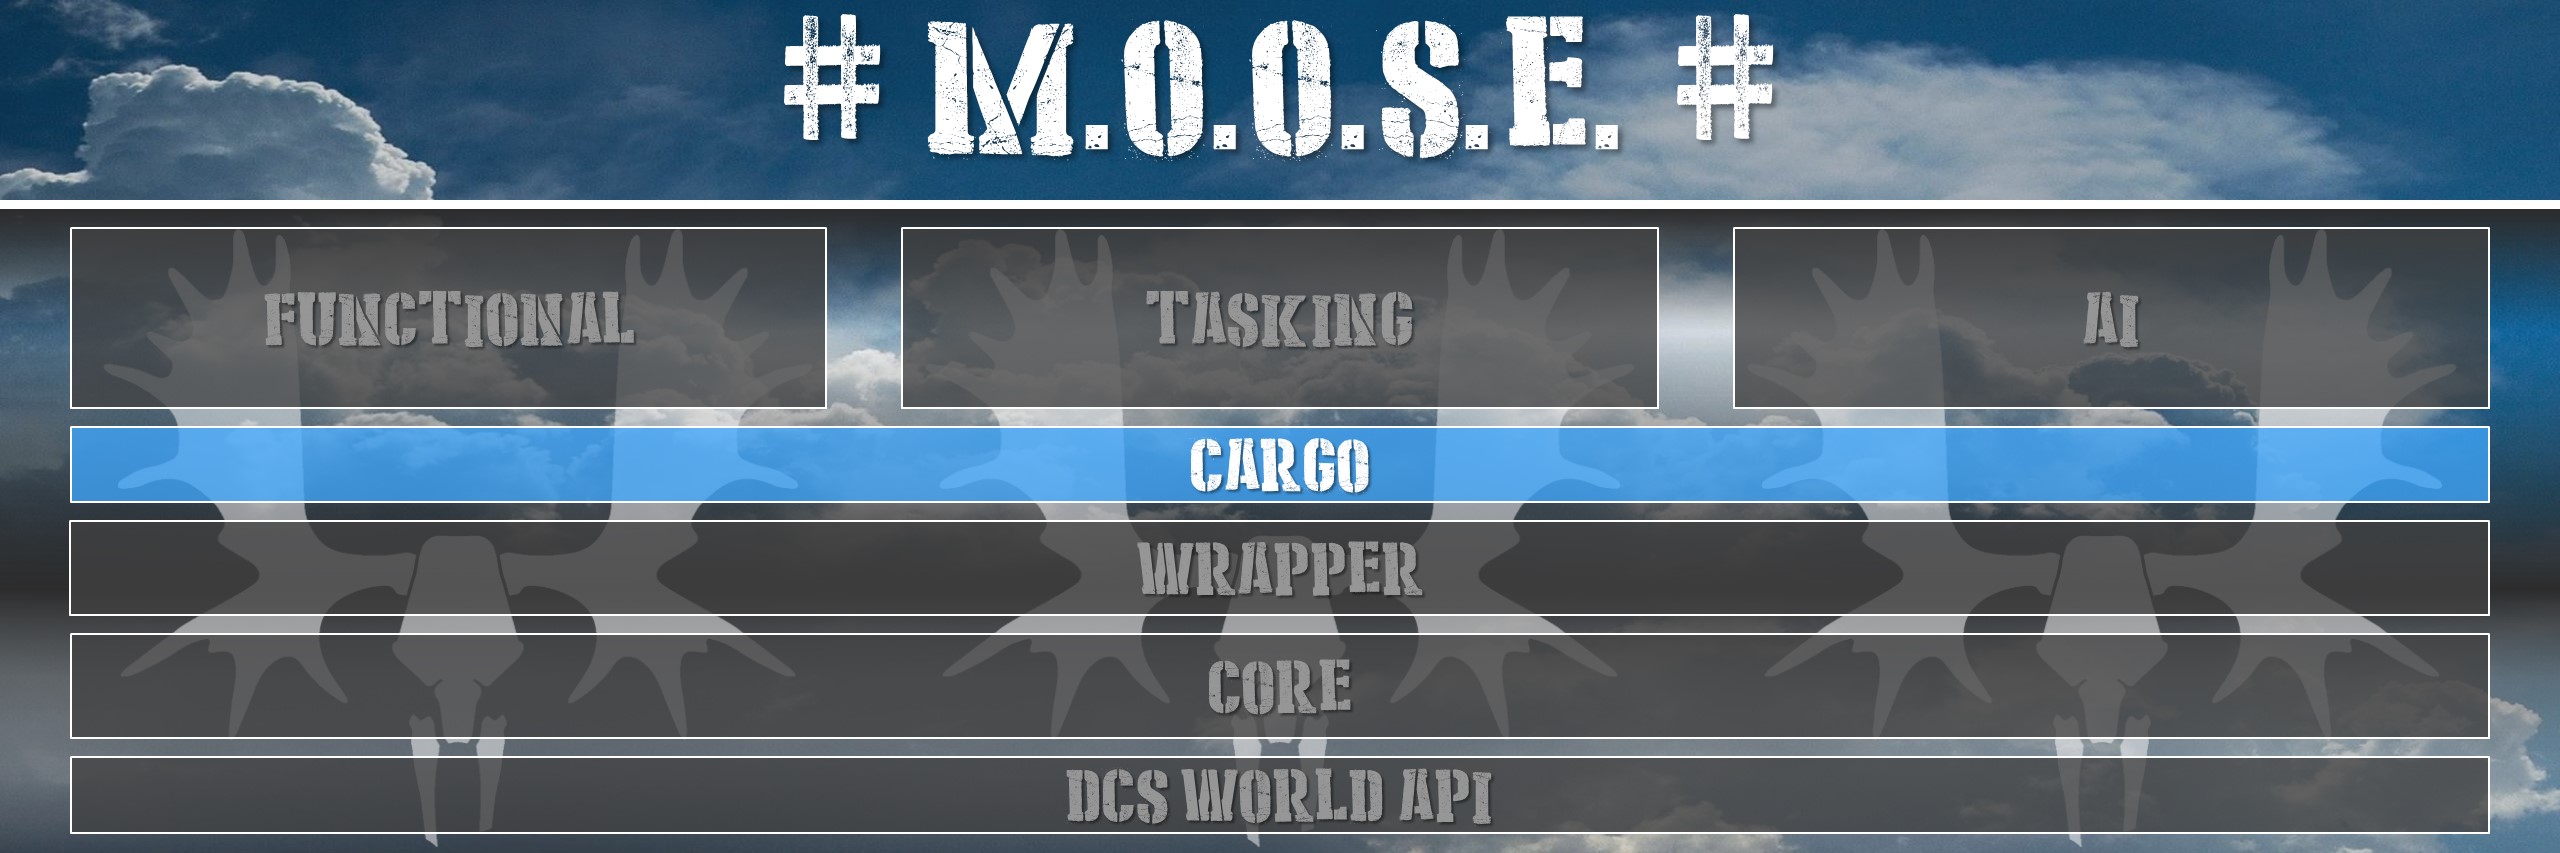 # M.O.O.S.E. #
FUNCTIONAL
TASKING
AI
CARGO
WRAPPER
CORE
DCS WORLD API